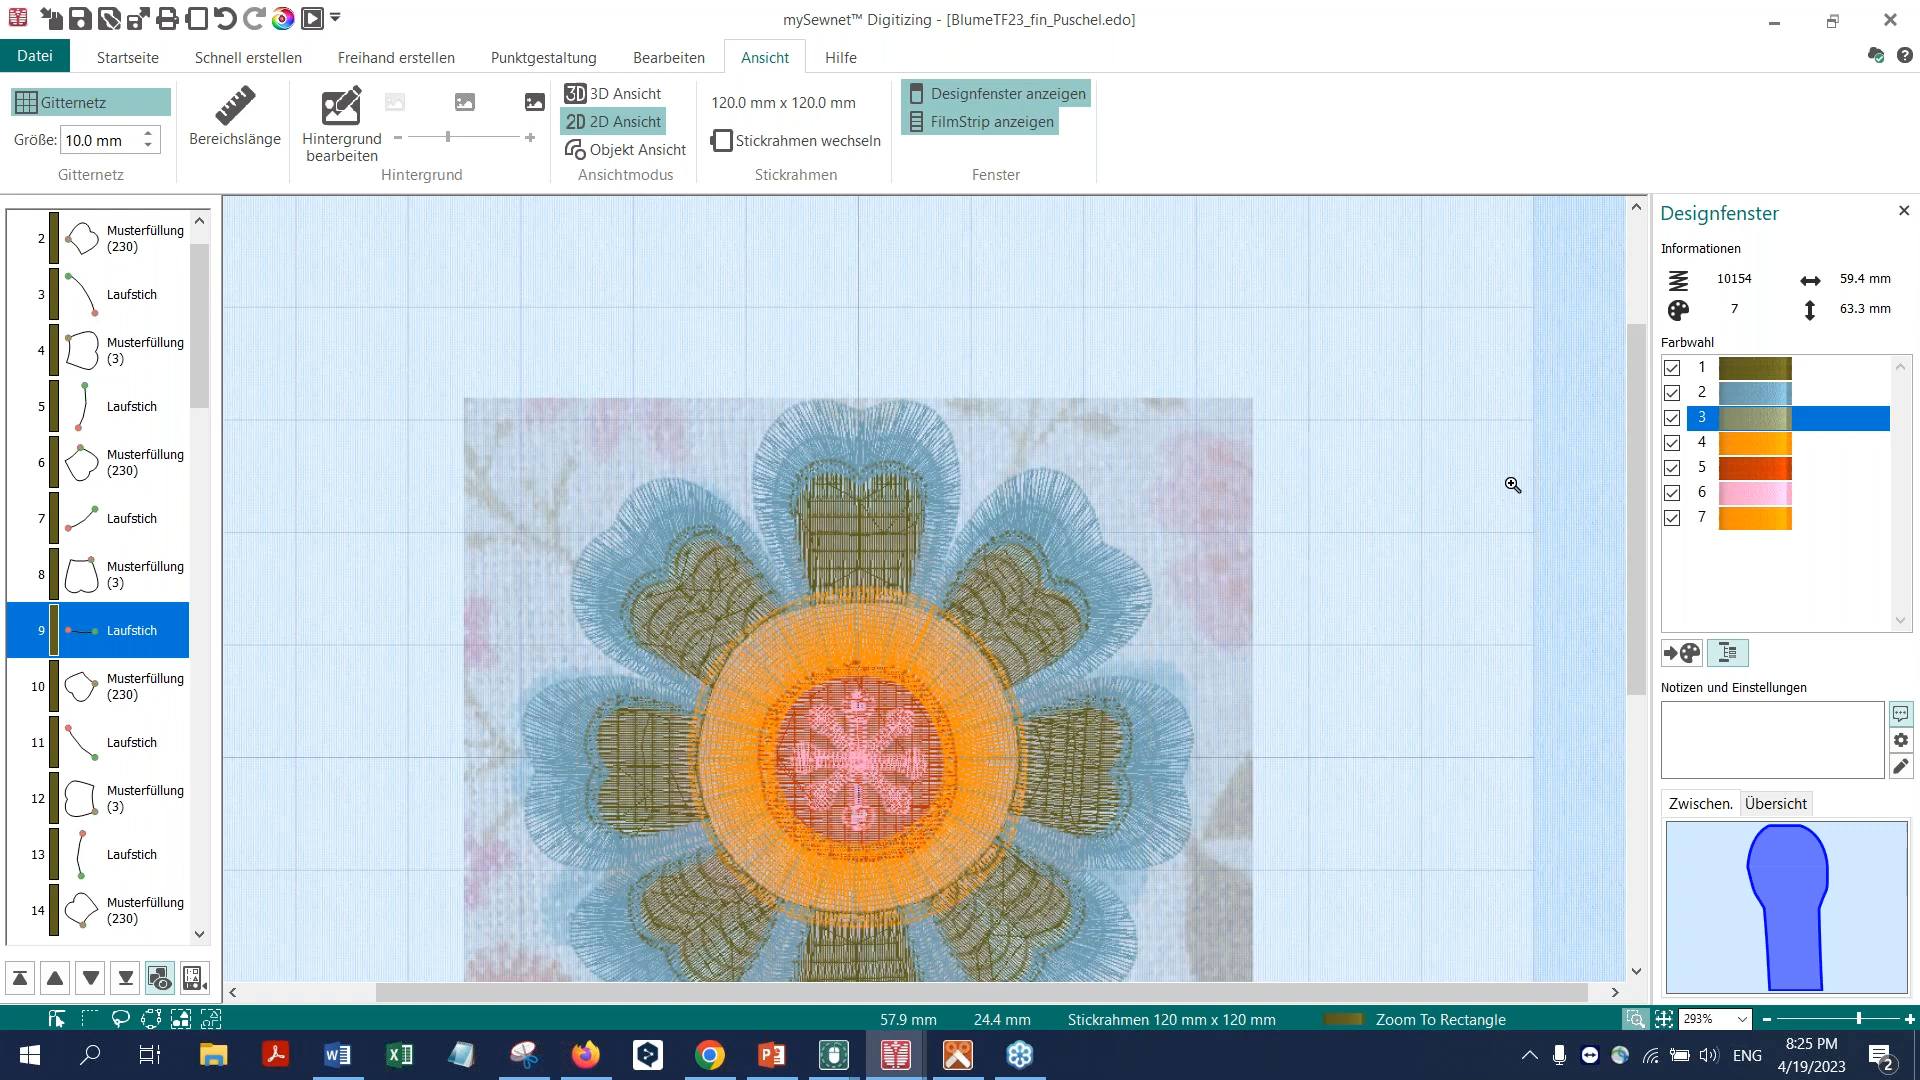 mySewnet™ Digitizing - [BlumeTF23_fin_Puschel.edo]
Datei
Startseite
Schnell erstellen
Freihand erstellen
Punktgestaltung
Bearbeiten
Ansicht
Hilfe
Gitternetz
Größe: 10.0 mm
Gitternetz
Bereichslänge
Hintergrund
bearbeiten
Hintergrund
3D 3D Ansicht
2D 2D Ansicht
Objekt Ansicht
Ansichtmodus
120.0 mm x 120.0 mm
Stickrahmen wechseln
Stickrahmen
Designfenster anzeigen
FilmStrip anzeigen
Fenster
2 Musterfüllung
(230)
3 Laufstich
4 Musterfüllung
(3)
5 Laufstich
6 Musterfüllung
(230)
7 Laufstich
8 Musterfüllung
(3)
9 Laufstich
10 Musterfüllung
(230)
11 Laufstich
12 Musterfüllung
(3)
13 Laufstich
14 Musterfüllung
(230)
Designfenster
Informationen
10154
59.4 mm
7
63.3 mm
Farbwahl
1
2
3
4
5
6
7
Notizen und Einstellungen
Zwischen.
Übersicht
57.9 mm
24.4 mm
Stickrahmen 120 mm x 120 mm
Zoom To Rectangle
293%
ENG
8:25 PM
4/19/2023
2